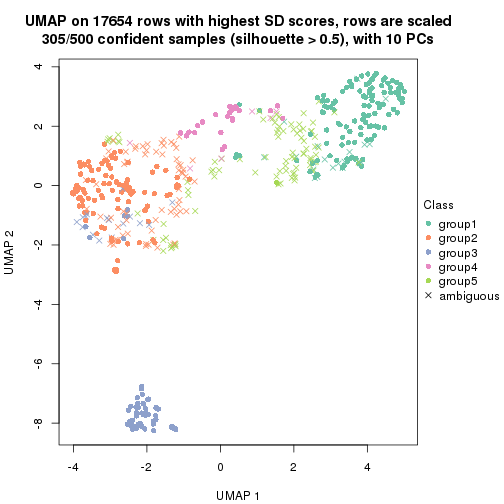 UMAP on 17654 rows with highest SD scores, rows are scaled
305/500 confident samples (silhouette > 0.5), with 10 PCs
4
2
0
-2
-4
-6
-8
UMAP 2
-4
-2
0
2
4
UMAP 1
Class
group1
group2
group3
group4
group5
ambiguous